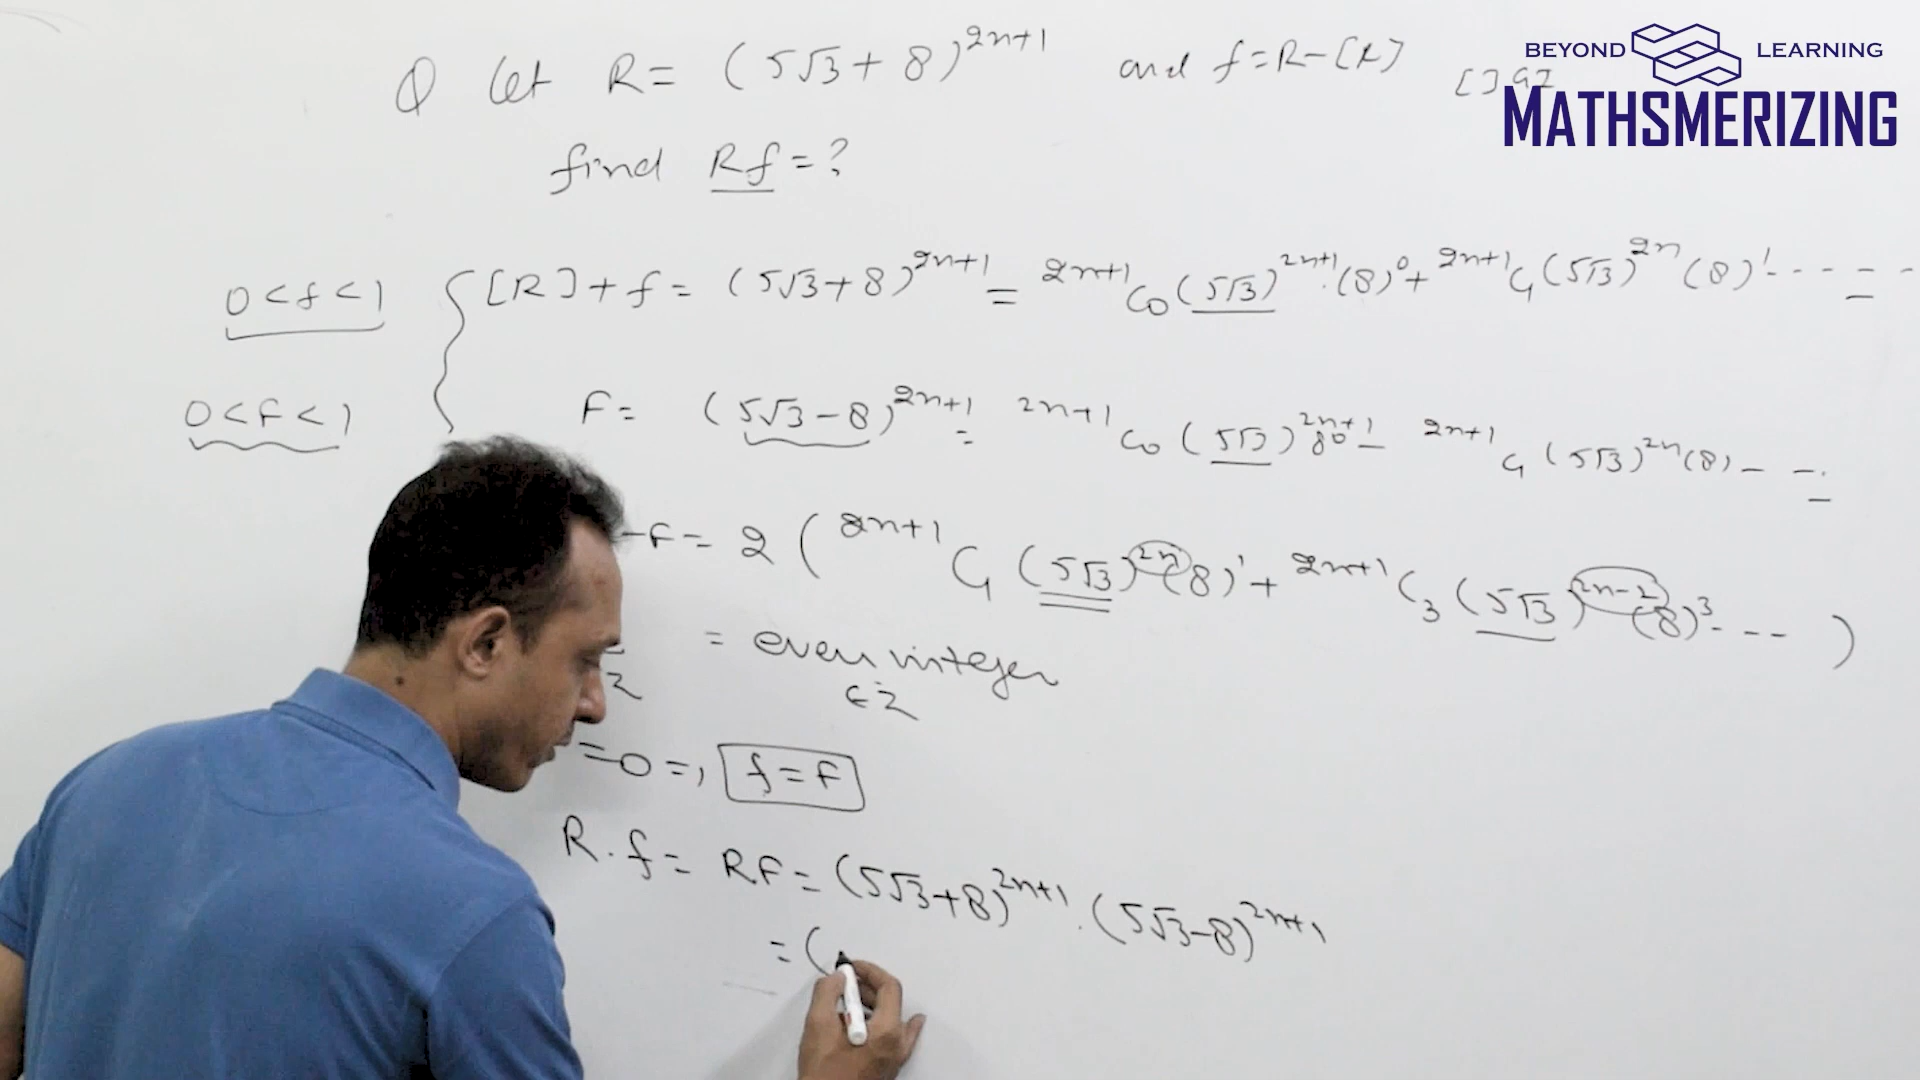 Q Let R = (5√3 + 8)^2n+1 and f = R - [R] [ ] GI
find Rf = ?
0 < f < 1 [R] + f = (5√3 + 8)^2n+1 = 2n+1C0 (5√3)^2n+1 . (8)^0 + 2n+1C1 (5√3)^2n (8)^1 - - - - -
0 < F < 1 F = (5√3 - 8)^2n+1 = 2n+1C0 (5√3)^2n+1 8^0 - 2n+1C1 (5√3)^2n (8) - - .
- F = 2 ( 2n+1C1 (5√3)^2n (8)^1 + 2n+1C3 (5√3)^2n-2 (8)^3 - - - )
= even integer
∈ Z
= 0 => f = F
R . f = RF = (5√3 + 8)^2n+1 . (5√3 - 8)^2n+1
= (
BEYOND LEARNING
MATHSMERIZING